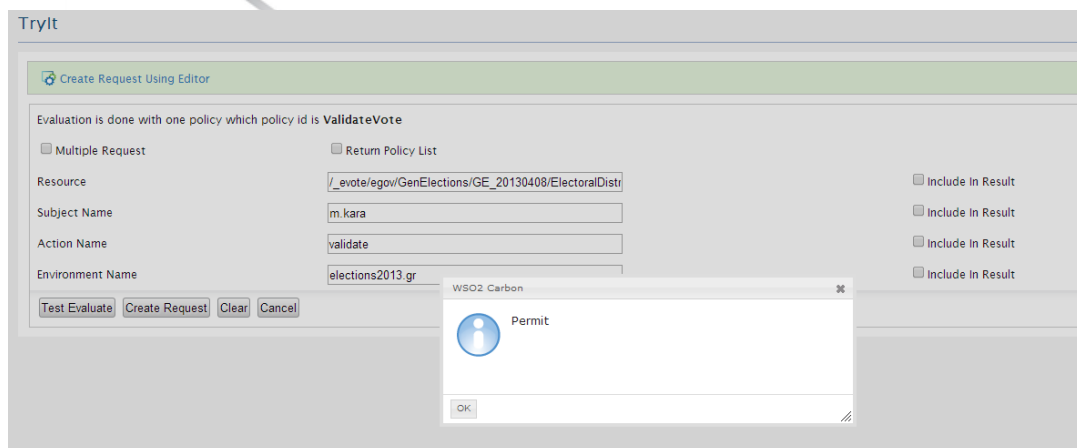 TryIt
Create Request Using Editor
Evaluation is done with one policy which policy id is ValidateVote
Multiple Request Return Policy List
Resource /_evote/egov/GenElections/GE_20130408/ElectoralDistr Include In Result
Subject Name m.kara Include In Result
Action Name validate Include In Result
Environment Name elections2013.gr Include In Result
Test Evaluate Create Request Clear Cancel
WSO2 Carbon
Permit
OK